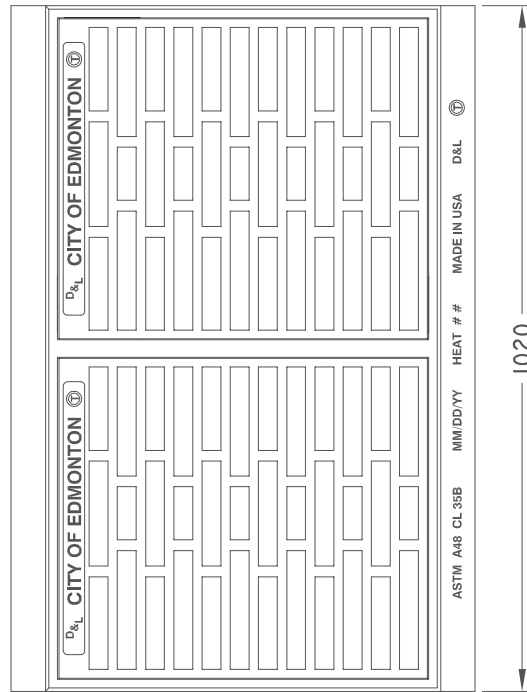 D&L CITY OF EDMONTON Ⓣ
D&L CITY OF EDMONTON Ⓣ
ASTM A48 CL 35B MM/DD/YY HEAT # # MADE IN USA D&L Ⓣ
1020